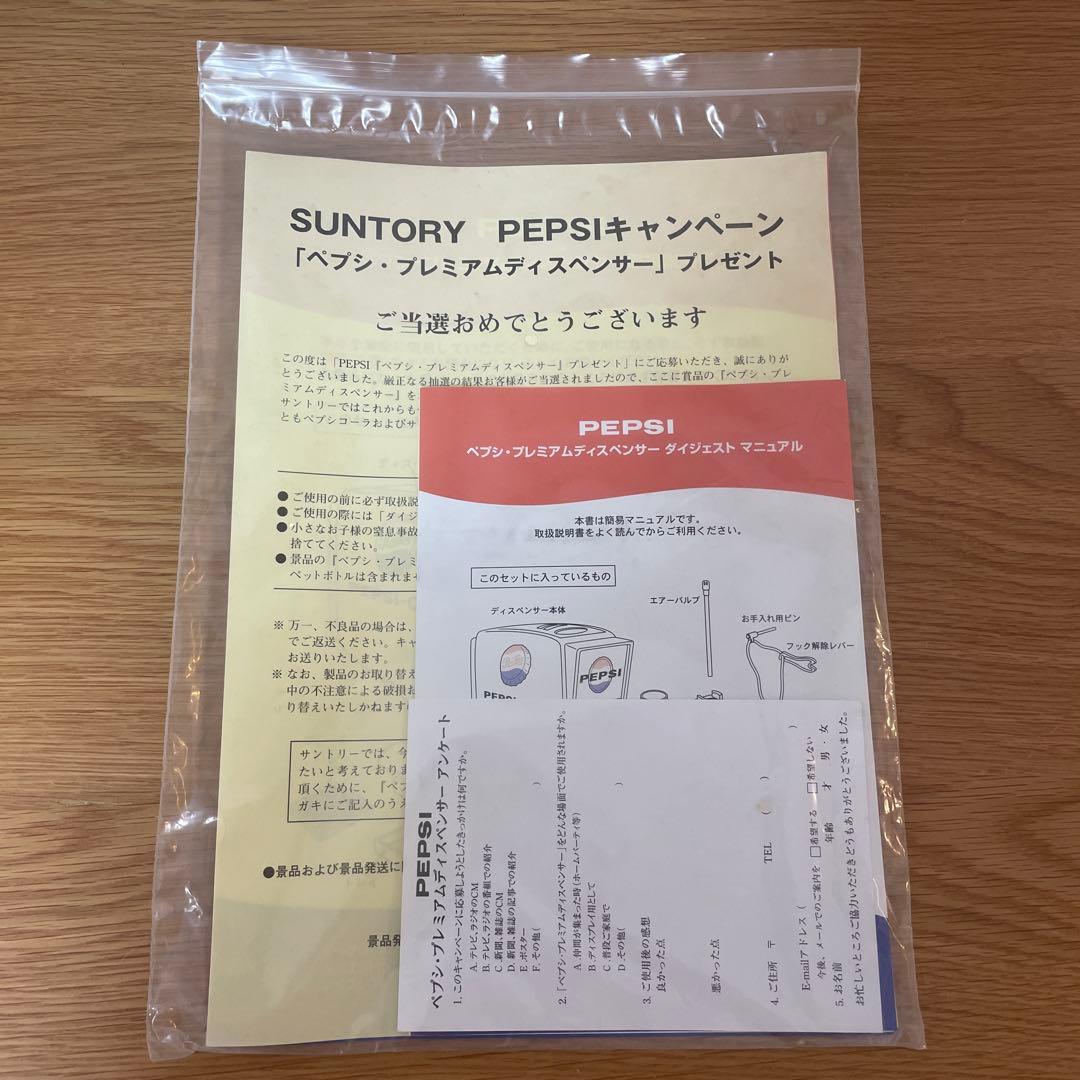 SUNTORY PEPSIキャンペーン
「ペプシ・プレミアムディスペンサー」プレゼント
ご当選おめでとうございます
この度は「PEPSI『ペプシ・プレミアムディスペンサー』プレゼント」にご応募いただき、誠にありが
とうございました。厳正なる抽選の結果お客様がご当選されましたので、ここに賞品の『ペプシ・プレ
ミアムディスペンサー』を
サントリーではこれからも
ともペプシコーラおよびサ
●ご使用の前に必ず取扱説
●ご使用の際には「ダイジ
●小さなお子様の窒息事故
捨ててください。
●景品の『ペプシ・プレミ
ペットボトルは含まれませ
※ 万一、不良品の場合は、
でご返送ください。キャ
お送りいたします。
※ なお、製品のお取り替え
中の不注意による破損お
り替えいたしかねます
サントリーでは、今
たいと考えておりま
頂くために、『ペプ
ガキにご記入のうえ
●景品および景品発送に
景品発
PEPSI
ペプシ・プレミアムディスペンサー ダイジェスト マニュアル
本書は簡易マニュアルです。
取扱説明書をよく読んでからご利用ください。
このセットに入っているもの
ディスペンサー本体
エアーバルブ
お手入れ用ピン
フック解除レバー
PEPSI
PEPSI
PEPSI
ペプシ・プレミアムディスペンサー アンケート
1. このキャンペーンに応募しようとしたきっかけは何ですか。
A. テレビ、ラジオのCM
B. テレビ、ラジオの番組での紹介
C. 新聞、雑誌のCM
D. 新聞、雑誌の記事での紹介
E. ポスター
F. その他( )
2. 「ペプシ・プレミアムディスペンサー」をどんな場面でご使用されますか。
A. 仲間が集まった時(ホームパーティ等)
B. ディスプレイ用として
C. 普段ご家庭で
D. その他( )
3. ご使用後の感想
良かった点
悪かった点
4. ご住所 〒 TEL ( )
E-mailアドレス ( )
今後、メールでのご案内を □希望する □希望しない
5. お名前 年齢 才 男・女
お忙しいところご協力いただきどうもありがとうございました。